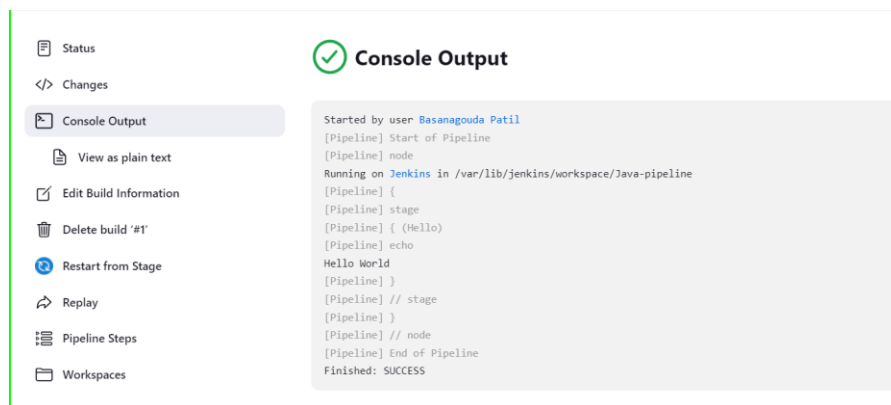 Status
Changes
Console Output
View as plain text
Edit Build Information
Delete build '#1'
Restart from Stage
Replay
Pipeline Steps
Workspaces
Console Output
Started by user Basanagouda Patil
[Pipeline] Start of Pipeline
[Pipeline] node
Running on Jenkins in /var/lib/jenkins/workspace/Java-pipeline
[Pipeline] {
[Pipeline] stage
[Pipeline] { (Hello)
[Pipeline] echo
Hello World
[Pipeline] }
[Pipeline] // stage
[Pipeline] }
[Pipeline] // node
[Pipeline] End of Pipeline
Finished: SUCCESS